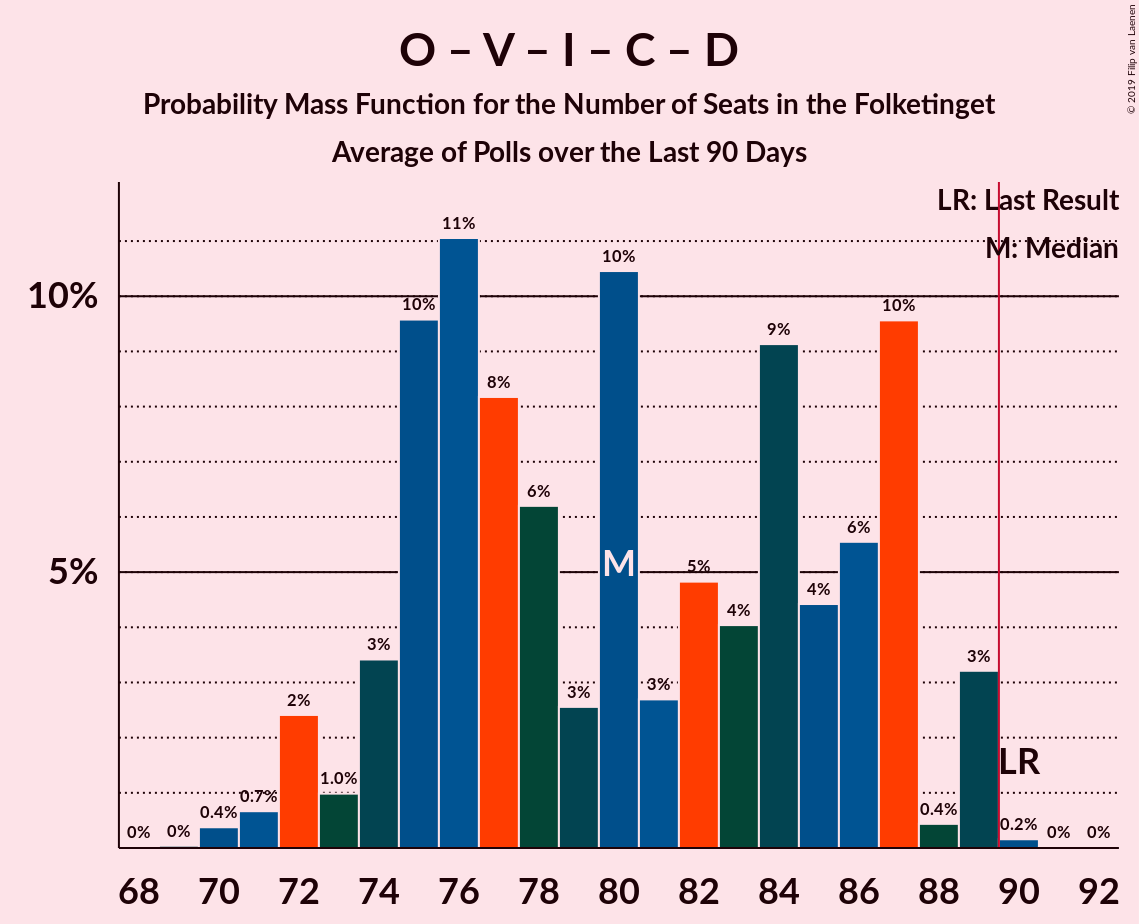 O – V – I – C – D
Probability Mass Function for the Number of Seats in the Folketinget
Average of Polls over the Last 90 Days
© 2019 Filip van Laenen
LR: Last Result
M: Median
10%
5%
0% 0% 0.4% 0.7% 2% 1.0% 3% 10% 11% 8% 6% 3% 10% 3% 5% 4% 9% 4% 6% 10% 0.4% 3% 0.2% 0% 0%
M
LR
68 70 72 74 76 78 80 82 84 86 88 90 92